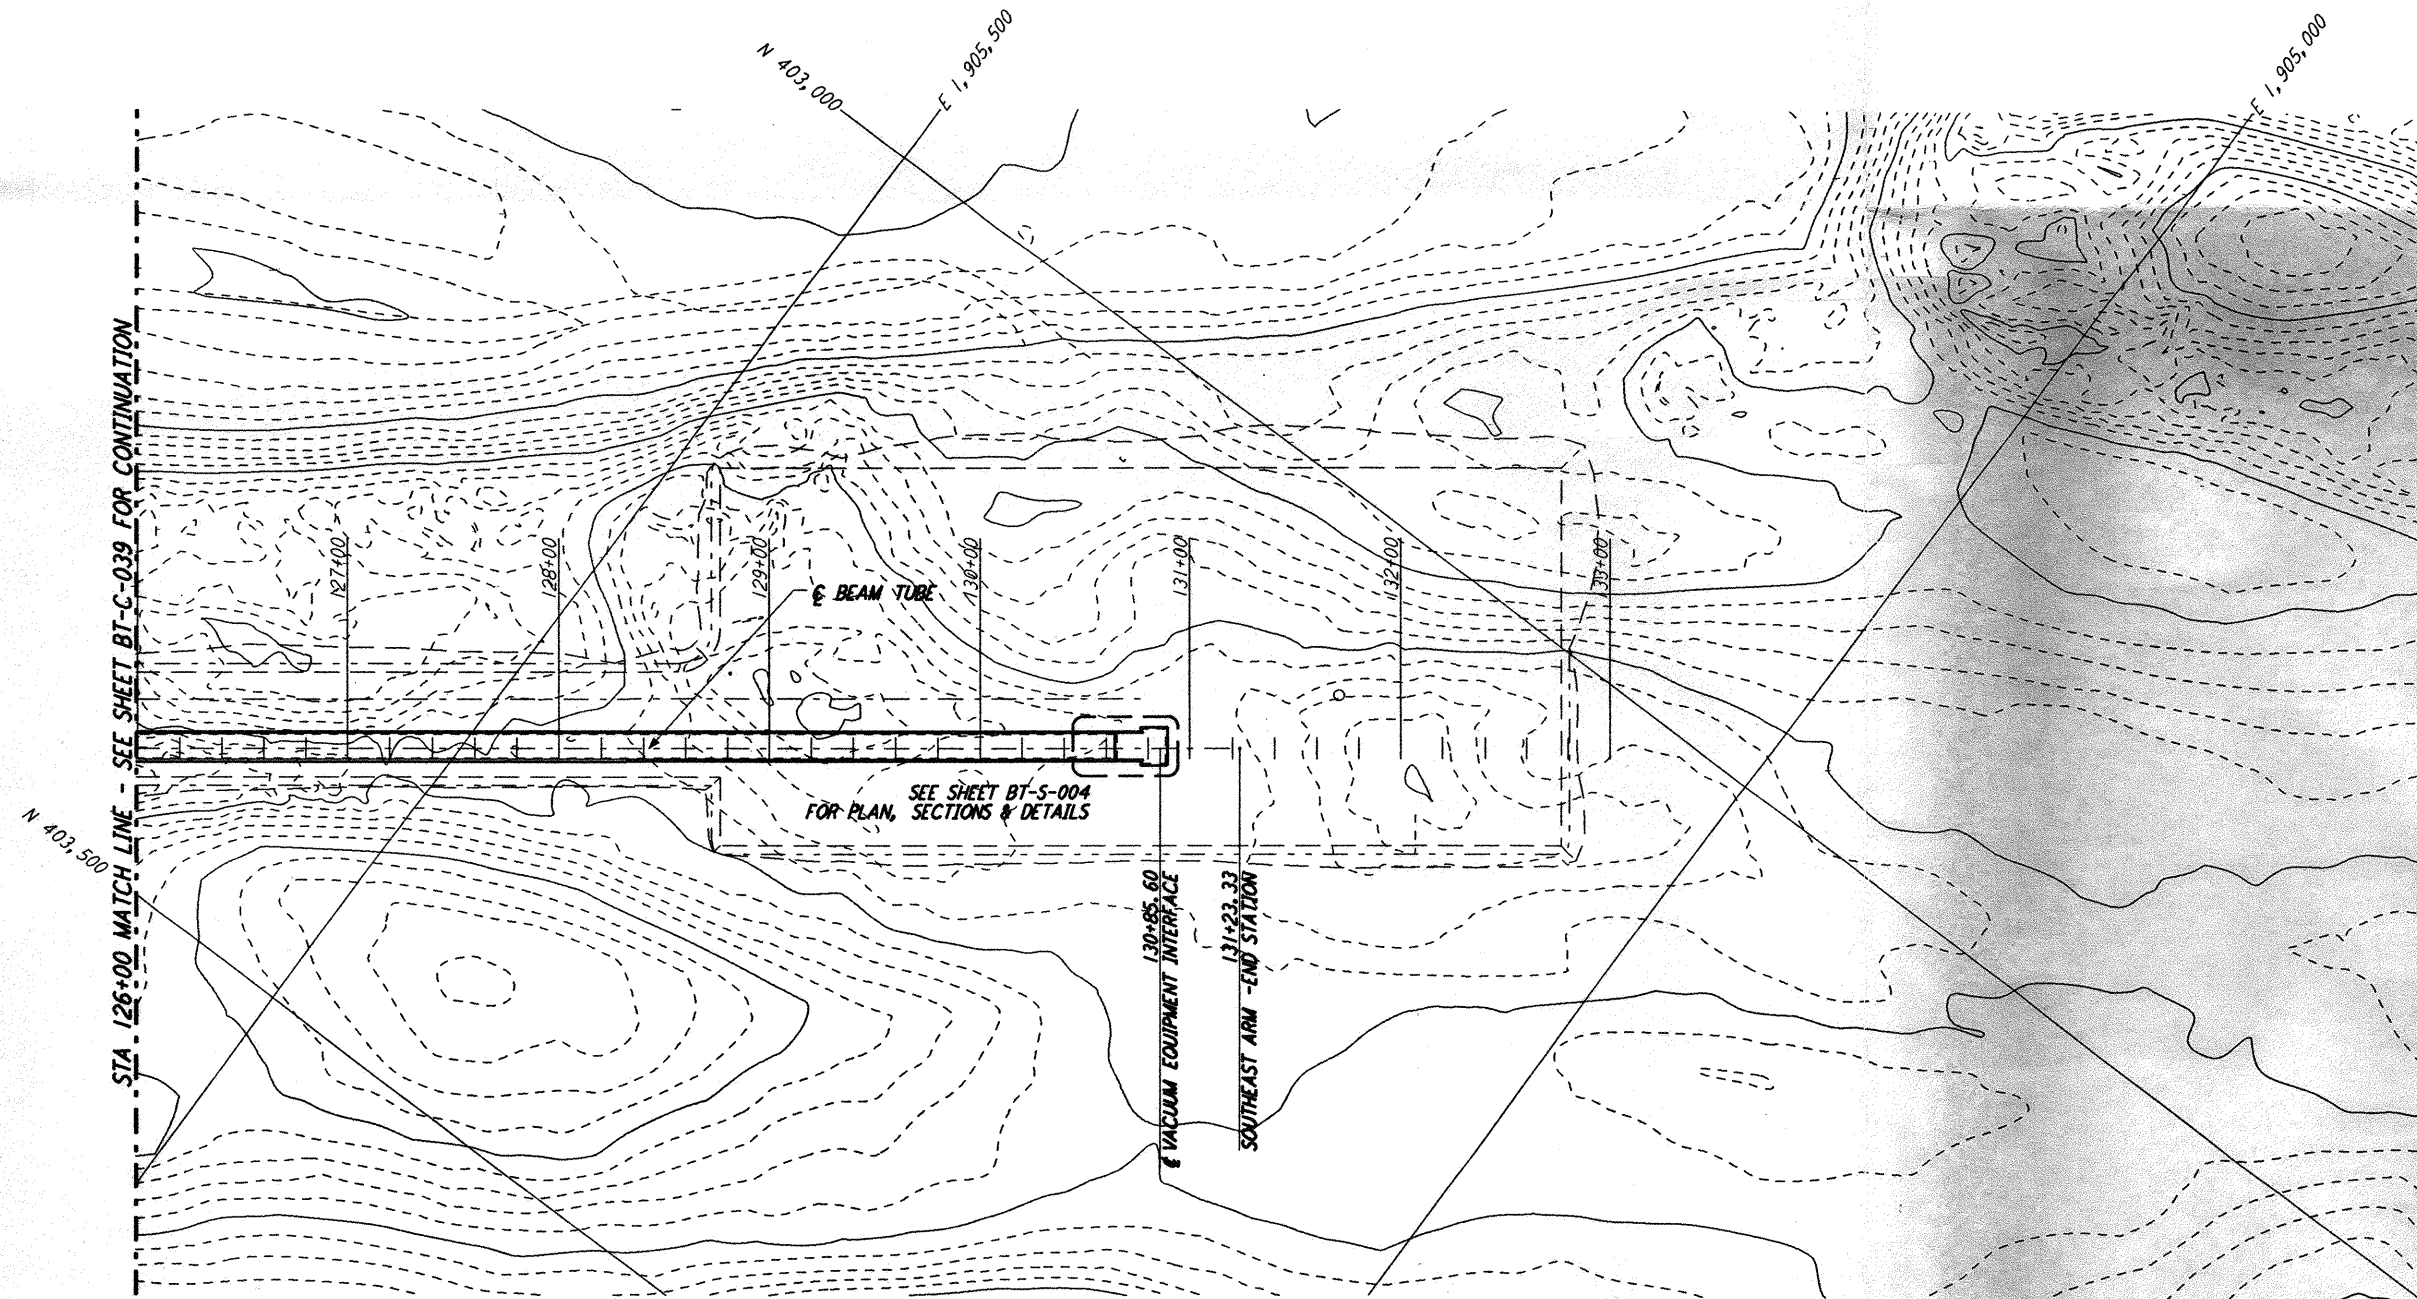 N 403,000
E 1,905,500
E 1,905,000
STA 126+00 MATCH LINE - SEE SHEET BT-C-039 FOR CONTINUATION
127+00
128+00
129+00
130+00
131+00
132+00
133+00
℄ BEAM TUBE
SEE SHEET BT-S-004
FOR PLAN, SECTIONS & DETAILS
N 403,500
130+85.60
℄ VACUUM EQUIPMENT INTERFACE
131+23.33
SOUTHEAST ARM -END STATION